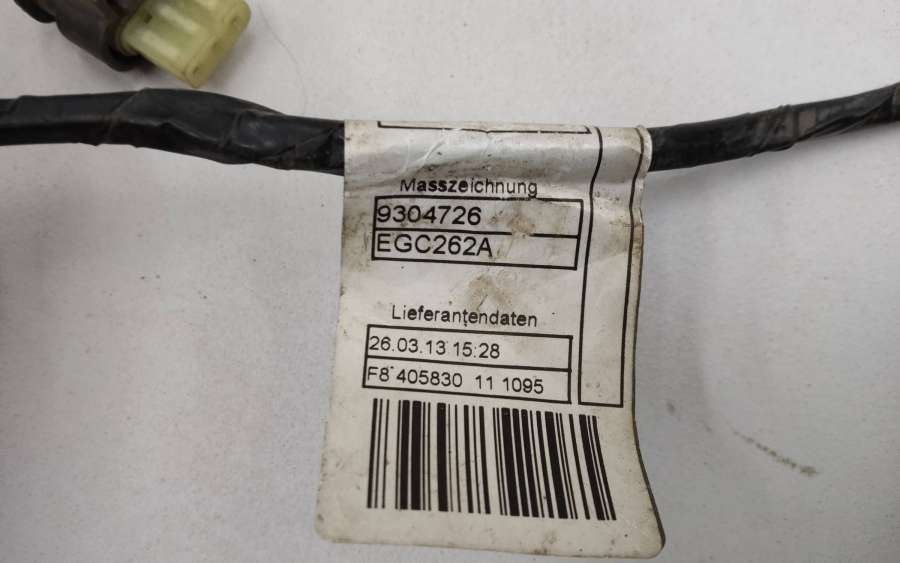 Masszeichnung
9304726
EGC262A
Lieferantendaten
26.03.13 15:28
F8 405830 11 1095